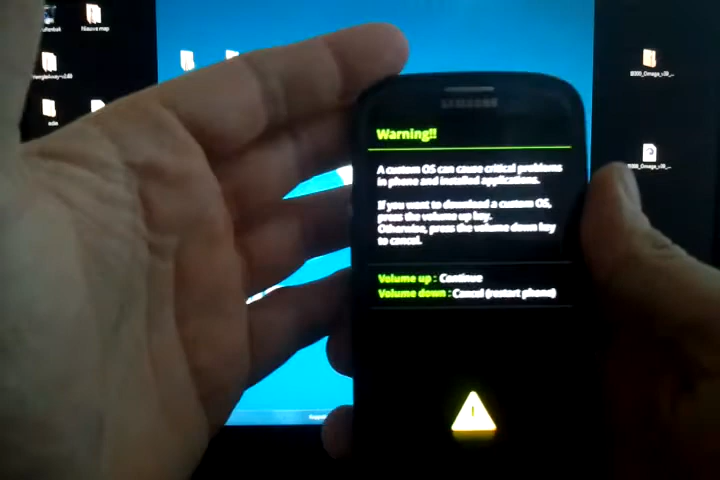 Nieuwe map
SAMSUNG
Warning!!
A custom OS can cause critical problems
in phone and installed applications.
If you want to download a custom OS,
press the volume up key.
Otherwise, press the volume down key
to cancel.
Volume up : Continue
Volume down : Cancel (restart phone)